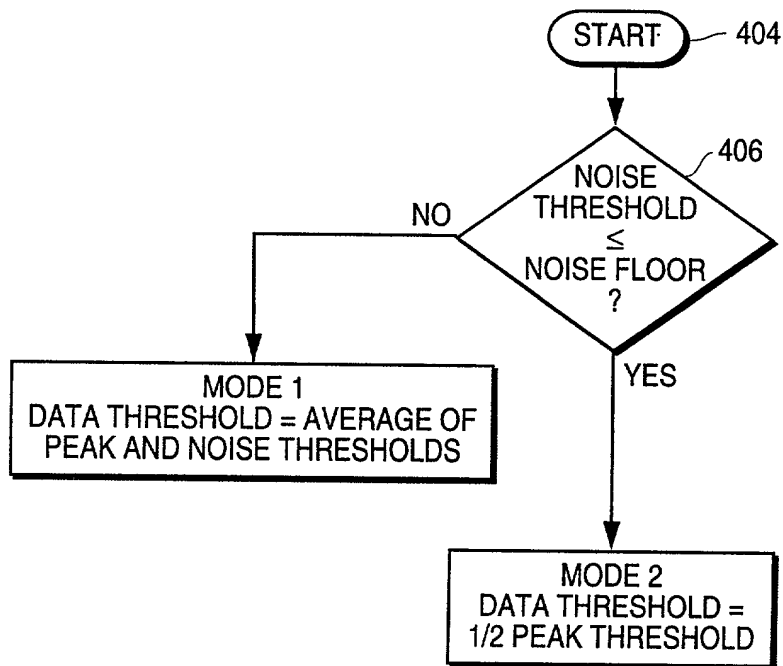 START
404
406
NOISE
THRESHOLD
≤
NOISE FLOOR
?
NO
YES
MODE 1
DATA THRESHOLD = AVERAGE OF
PEAK AND NOISE THRESHOLDS
MODE 2
DATA THRESHOLD =
1/2 PEAK THRESHOLD